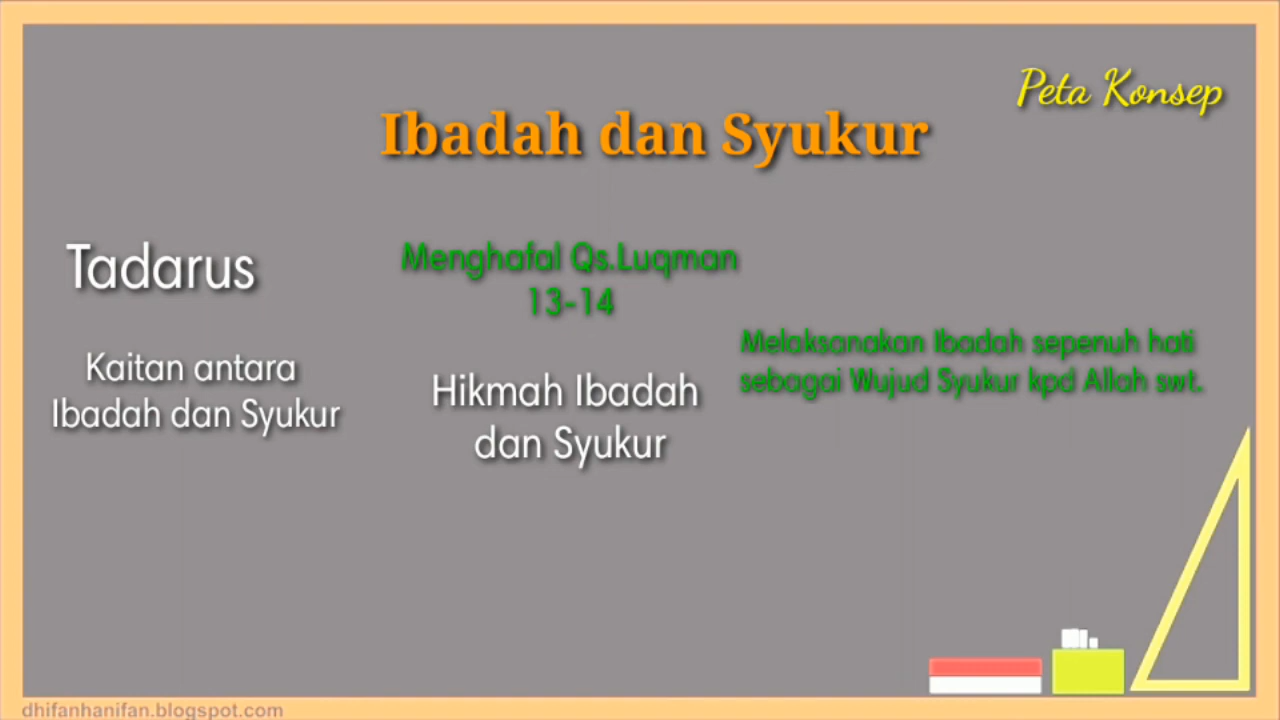 Peta Konsep
Ibadah dan Syukur
Tadarus
Kaitan antara
Ibadah dan Syukur
Menghafal Qs.Luqman
13-14
Hikmah Ibadah
dan Syukur
Melaksanakan Ibadah sepenuh hati
sebagai Wujud Syukur kpd Allah swt.
dhifanhanifan.blogspot.com